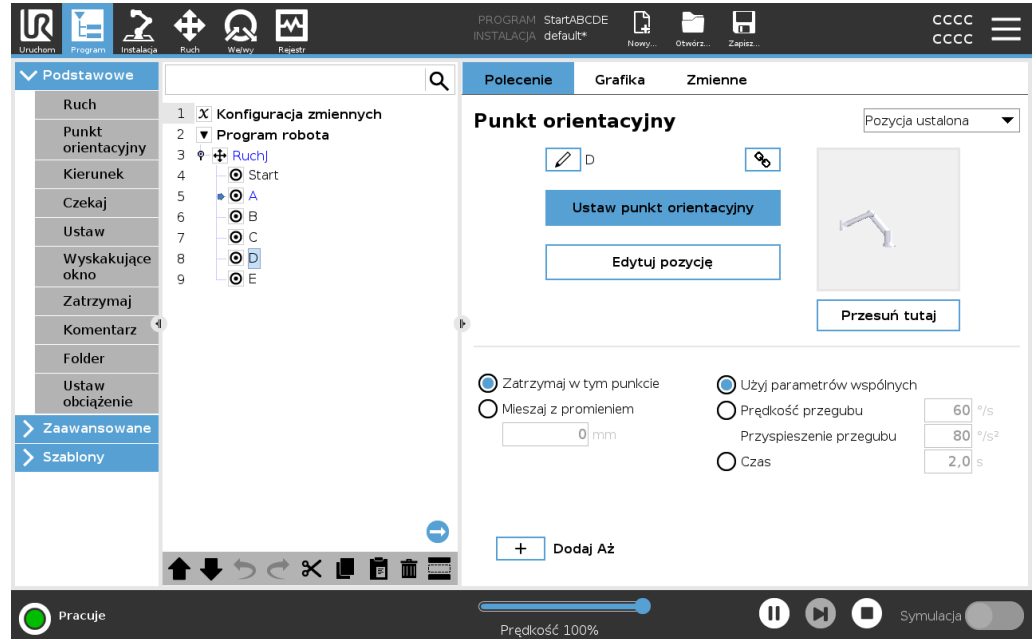 UR
Uruchom
Program
Instalacja
Ruch
We/wy
Rejestr
PROGRAM StartABCDE
INSTALACJA default*
Nowy...
Otwórz...
Zapisz...
CCCC
CCCC
Podstawowe
Ruch
Punkt
orientacyjny
Kierunek
Czekaj
Ustaw
Wyskakujące
okno
Zatrzymaj
Komentarz
Folder
Ustaw
obciążenie
Zaawansowane
Szablony
1 X Konfiguracja zmiennych
2 Program robota
3 RuchJ
4 Start
5 A
6 B
7 C
8 D
9 E
Polecenie Grafika Zmienne
Punkt orientacyjny
Pozycja ustalona
D
Ustaw punkt orientacyjny
Edytuj pozycję
Przesuń tutaj
Zatrzymaj w tym punkcie
Mieszaj z promieniem
0 mm
Użyj parametrów wspólnych
Prędkość przegubu 60 °/s
Przyspieszenie przegubu 80 °/s²
Czas 2,0 s
+ Dodaj Aż
Pracuje
Prędkość 100%
Symulacja